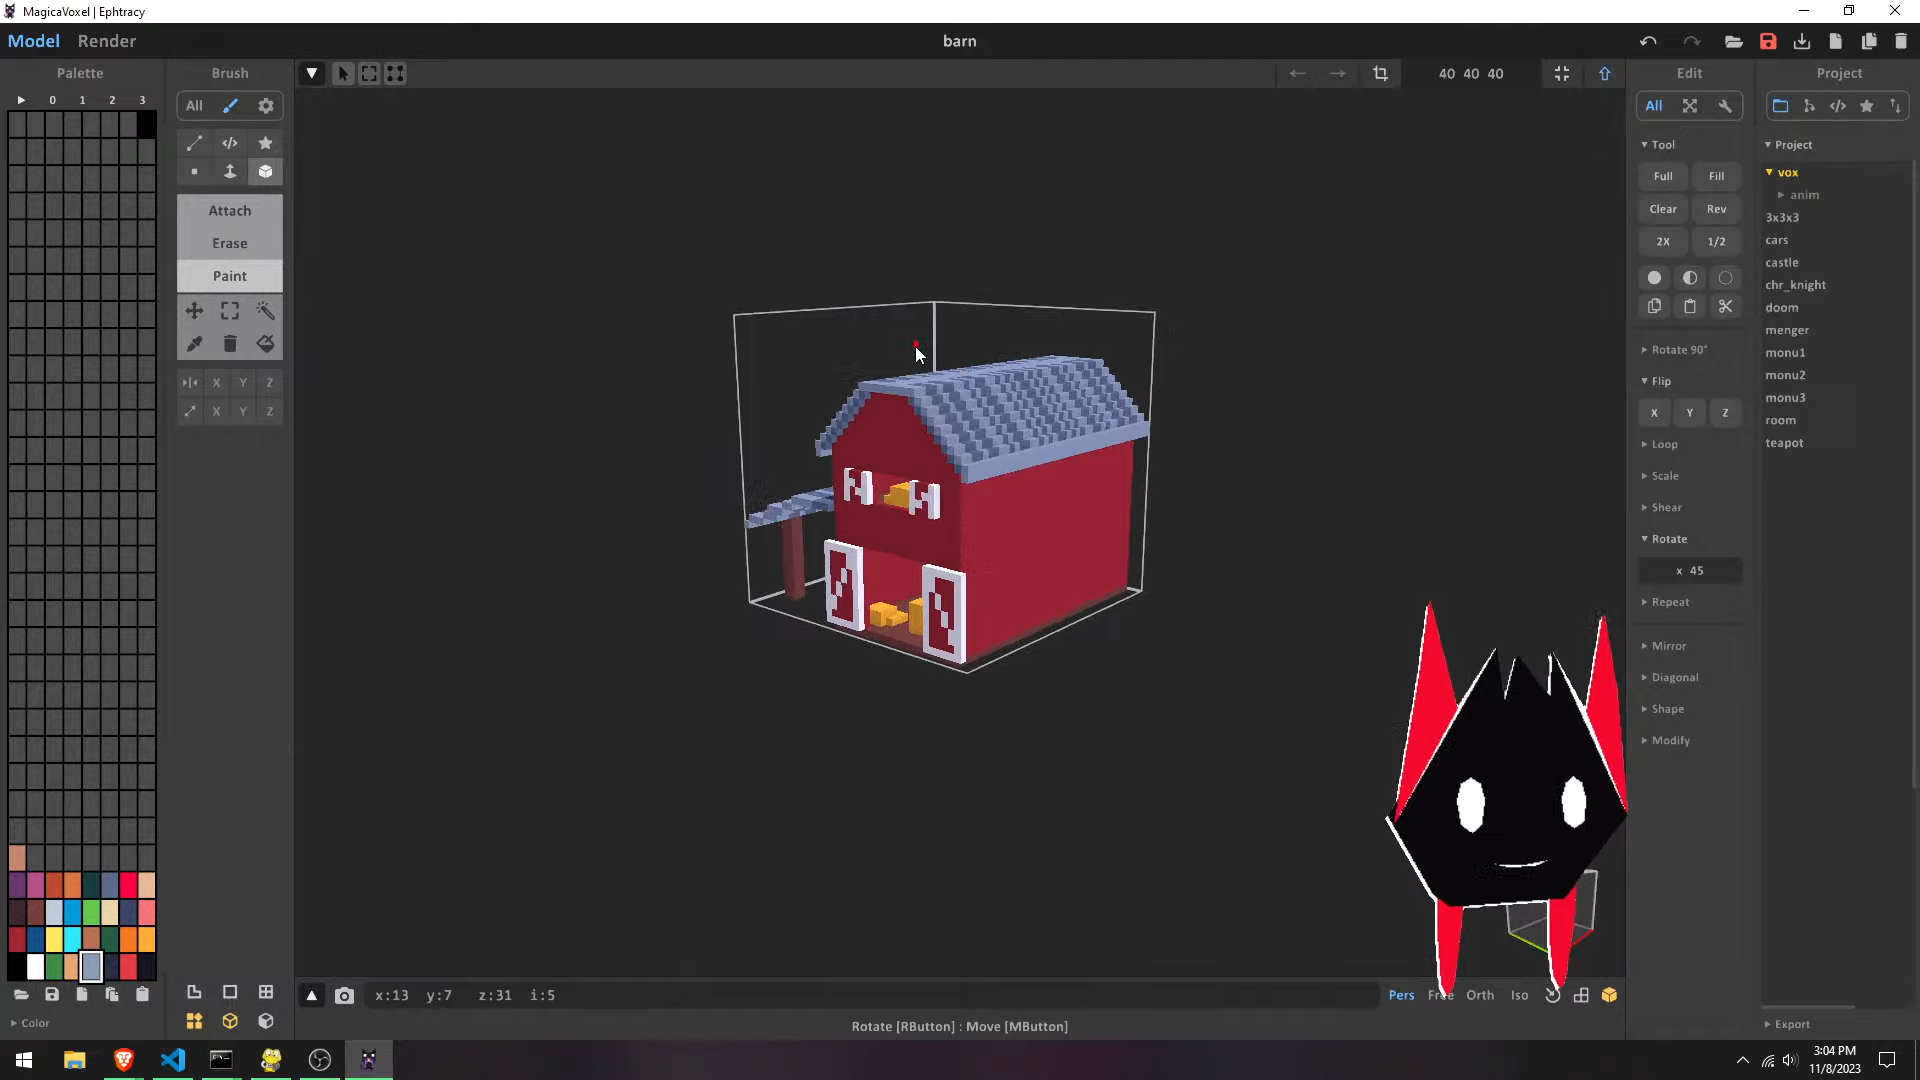 MagicaVoxel | Ephtracy
Model Render
barn
Palette
Brush
40 40 40
Edit
Project
0 1 2 3
All
All
Tool
Project
Full Fill
vox
anim
Clear Rev
Attach
3x3x3
2X 1/2
cars
Erase
castle
Paint
chr_knight
doom
menger
Rotate 90°
monu1
Flip
monu2
X Y Z
monu3
X Y Z
X Y Z
room
Loop
teapot
Scale
Shear
Rotate
x 45
Repeat
Mirror
Diagonal
Shape
Modify
x:13 y:7 z:31 i:5
Pers Free Orth Iso
Color
Rotate [RButton] : Move [MButton]
Export
3:04 PM
11/8/2023